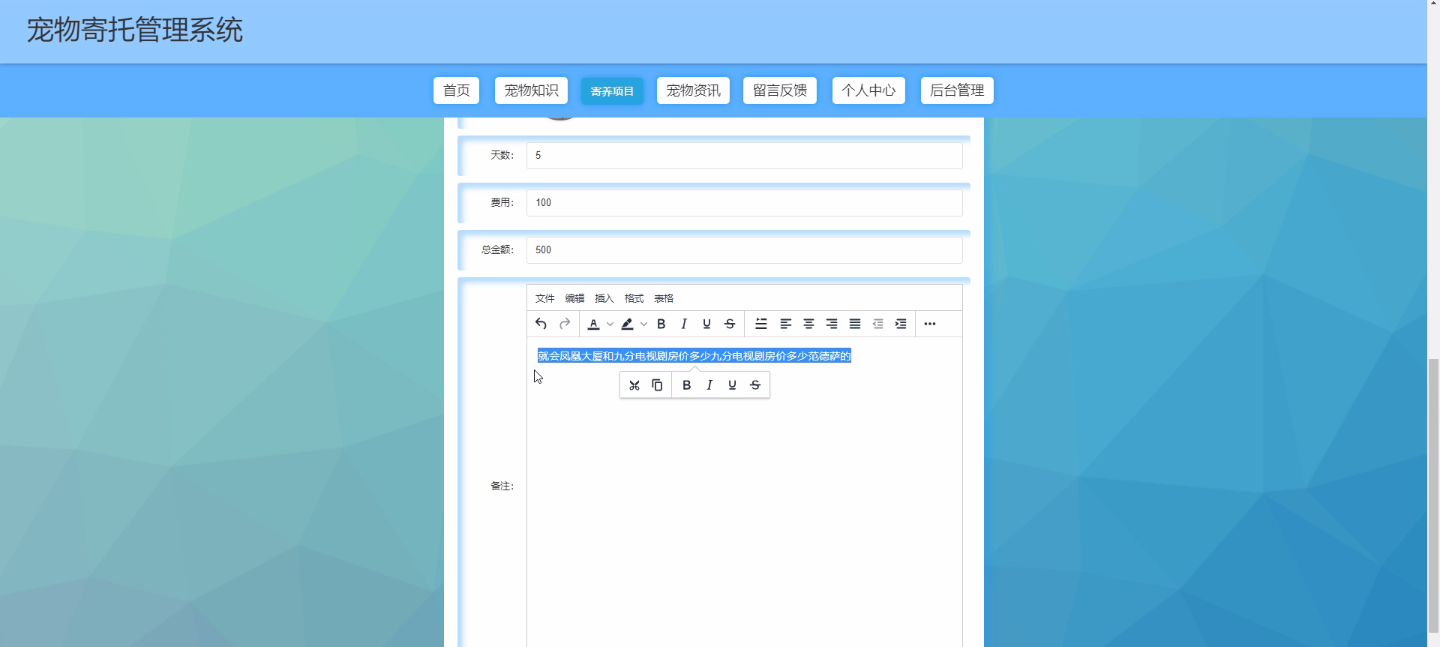 宠物寄托管理系统
首页 宠物知识 寄养项目 宠物资讯 留言反馈 个人中心 后台管理
天数: 5
费用: 100
总金额: 500
文件 编辑 插入 格式 表格
就会凤凰大厦和九分电视剧房价多少九分电视剧房价多少范德萨的
备注: